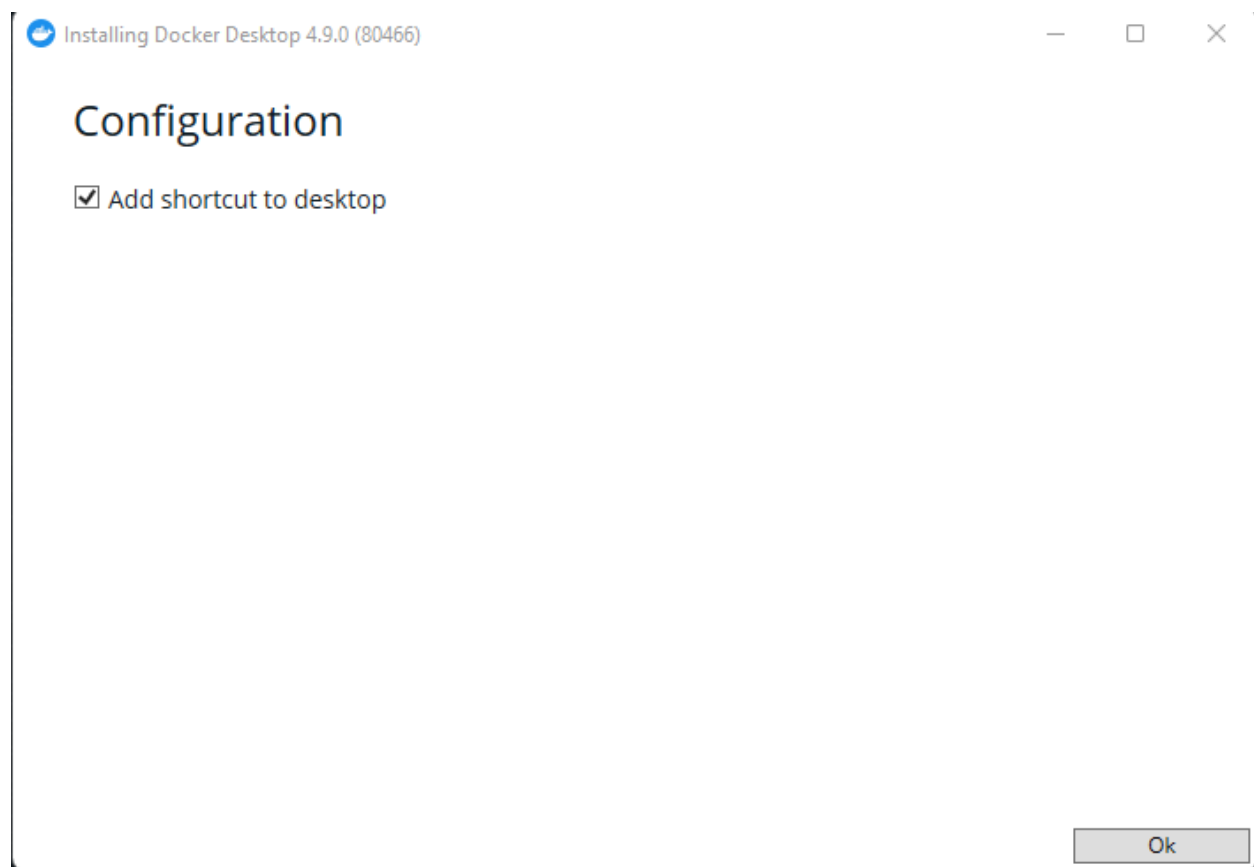 Installing Docker Desktop 4.9.0 (80466)
Configuration
Add shortcut to desktop
Ok